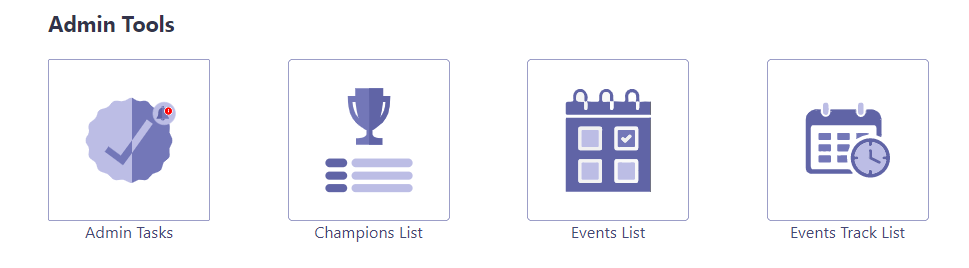 Admin Tools
Admin Tasks
Champions List
Events List
Events Track List